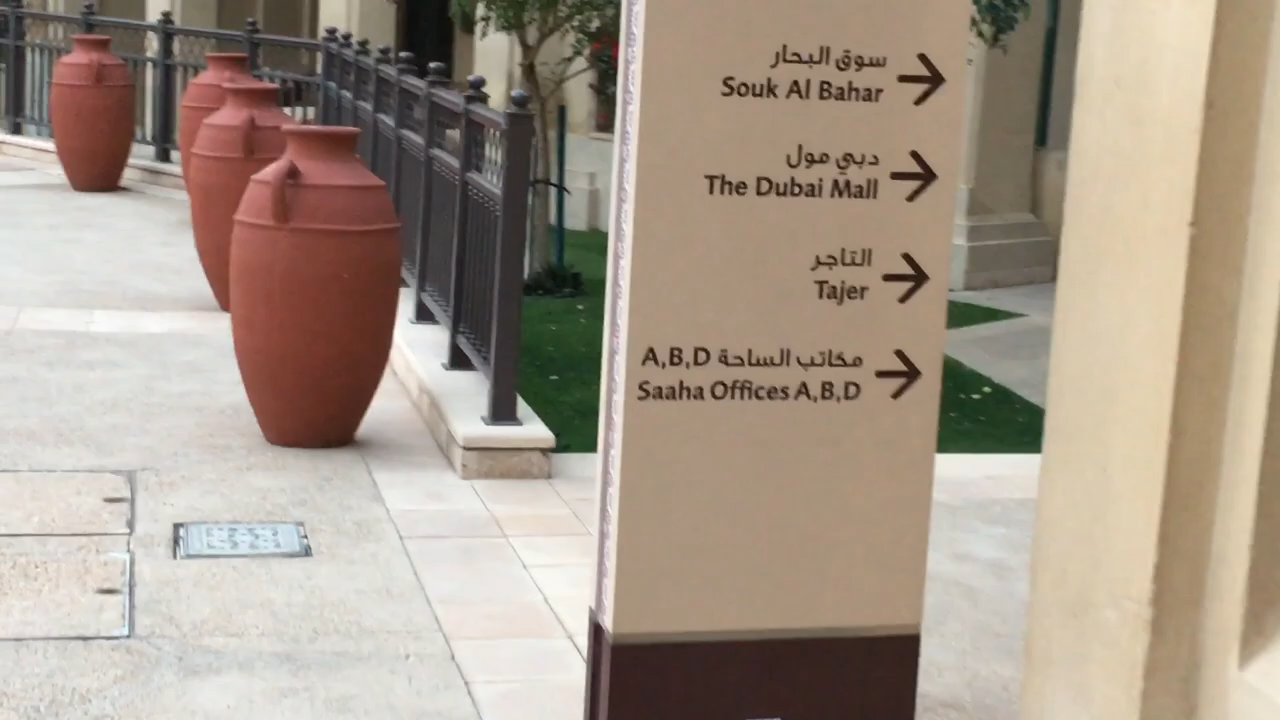 سوق البحار
Souk Al Bahar
دبي مول
The Dubai Mall
التاجر
Tajer
مكاتب الساحة A,B,D
Saaha Offices A,B,D